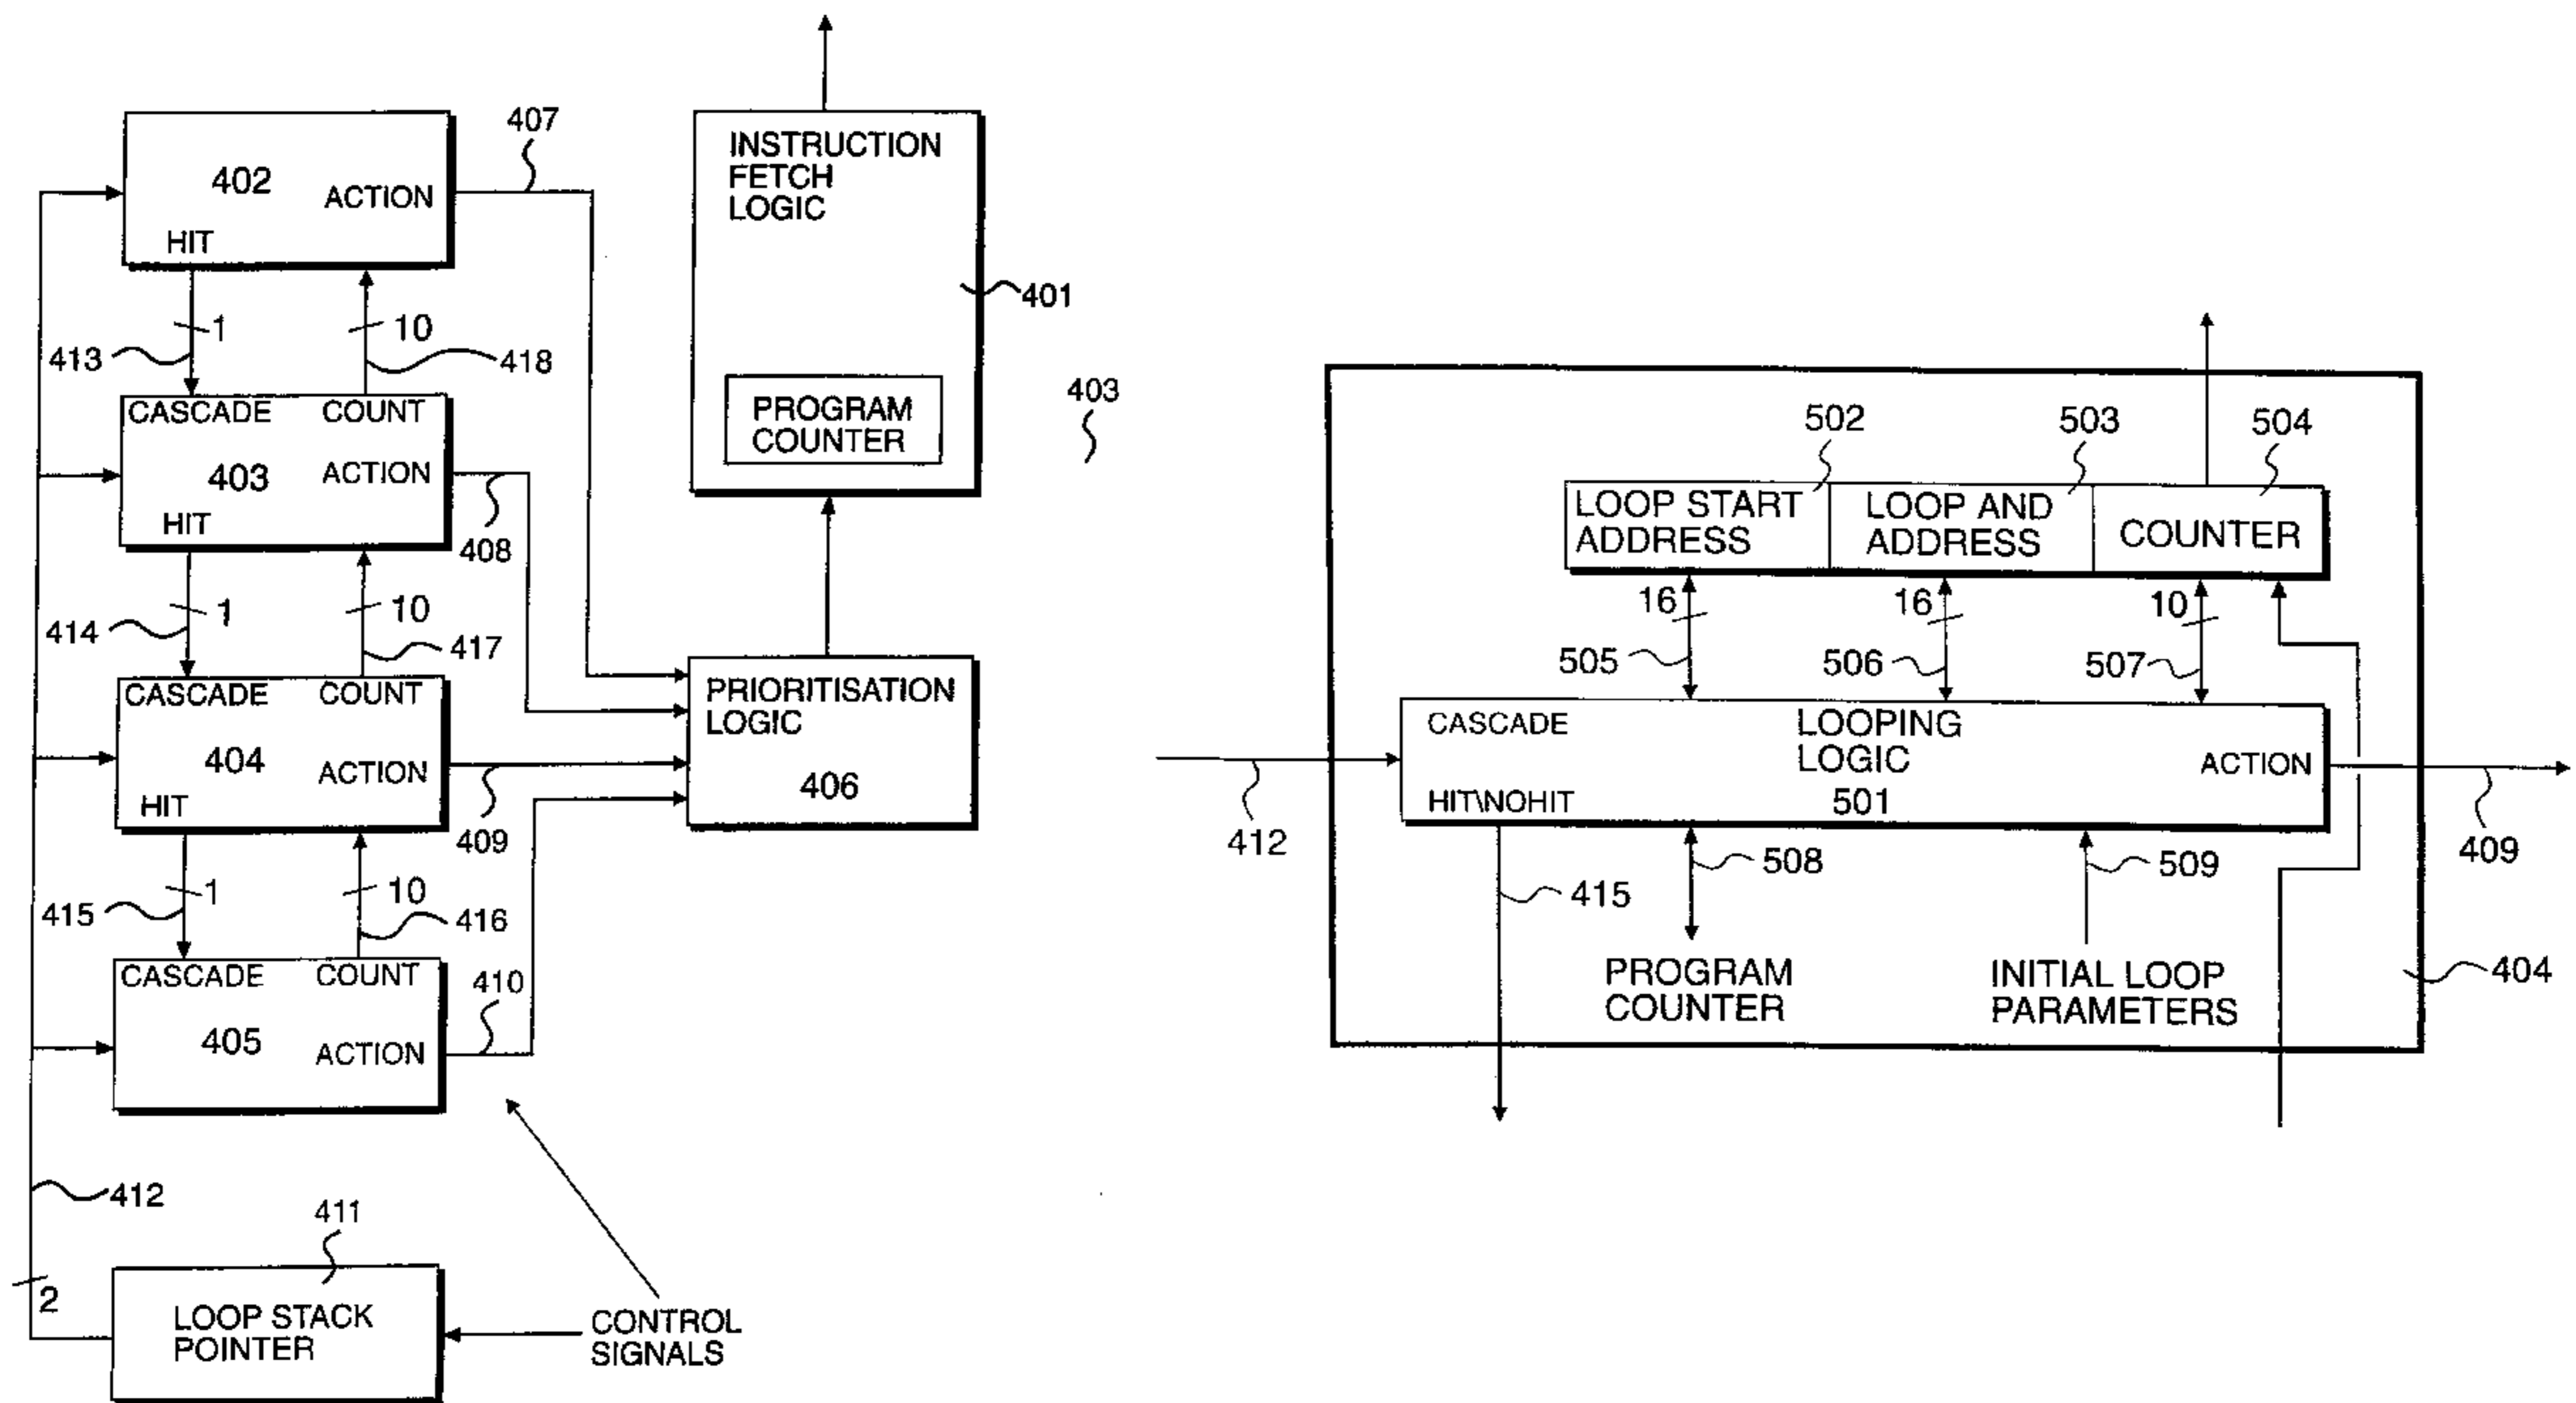 407
402
ACTION
HIT
INSTRUCTION
FETCH
LOGIC
401
1
10
413
418
CASCADE
COUNT
403
ACTION
HIT
PROGRAM
COUNTER
408
1
10
414
417
CASCADE
COUNT
404
ACTION
HIT
PRIORITISATION
LOGIC
406
409
1
10
415
416
CASCADE
COUNT
405
ACTION
410
412
411
2
LOOP STACK
POINTER
CONTROL
SIGNALS
403
502
503
504
LOOP START
ADDRESS
LOOP AND
ADDRESS
COUNTER
16
16
10
505
506
507
CASCADE
LOOPING
LOGIC
501
ACTION
HIT\NOHIT
412
409
508
509
415
PROGRAM
COUNTER
INITIAL LOOP
PARAMETERS
404